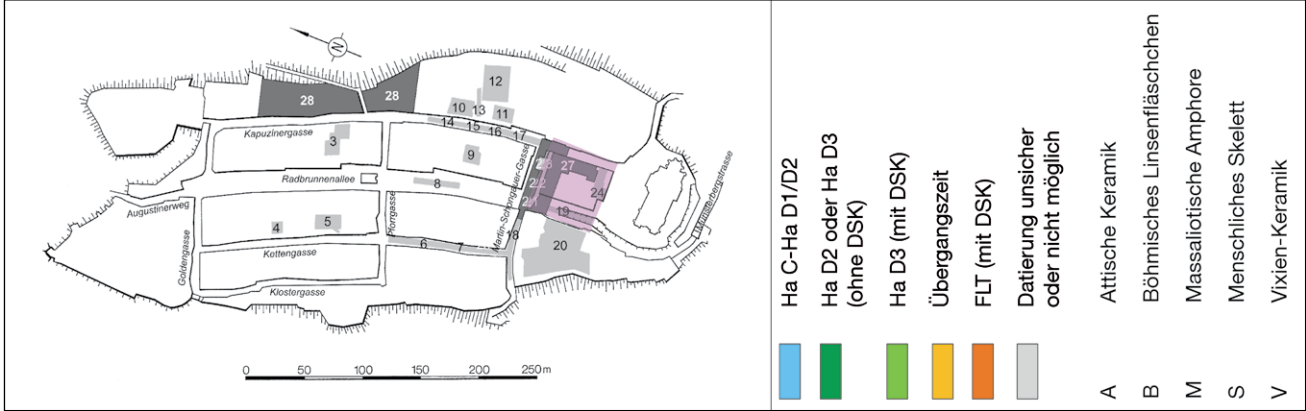 N
28
28
12
10
13
11
14
15
16
17
3
9
8
27
22
24
19
4
5
6
7
18
20
Kapuzinergasse
Radbrunnenallee
Augustinerweg
Goldengasse
Kettengasse
Klostergasse
Pforrgasse
Martin-Schongauer-Gasse
Münsterbergstrasse
0 50 100 150 200 250 m
Ha C-Ha D1/D2
Ha D2 oder Ha D3
(ohne DSK)
Ha D3 (mit DSK)
Übergangszeit
FLT (mit DSK)
Datierung unsicher
oder nicht möglich
A Attische Keramik
B Böhmisches Linsenfläschchen
M Massaliotische Amphore
S Menschliches Skelett
V Vixien-Keramik